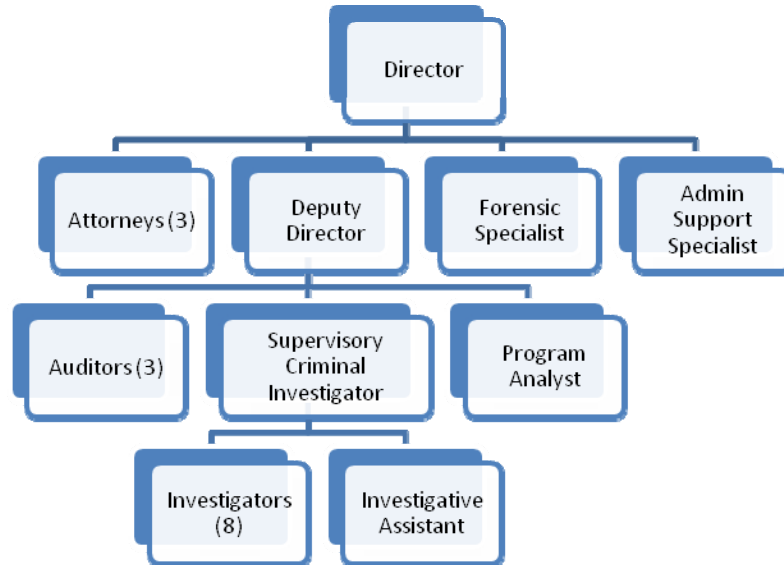 Director
Attorneys (3)
Deputy
Director
Forensic
Specialist
Admin
Support
Specialist
Auditors (3)
Supervisory
Criminal
Investigator
Program
Analyst
Investigators
(8)
Investigative
Assistant